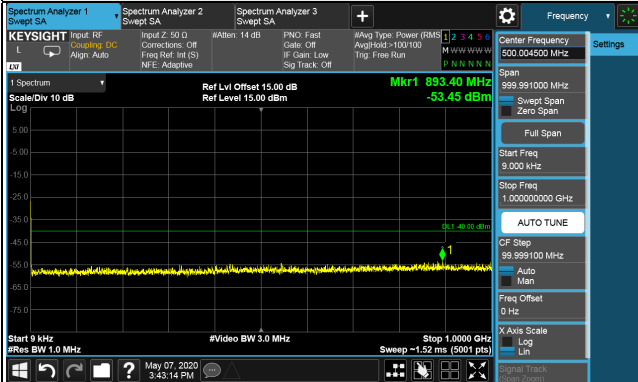 Spectrum Analyzer 1
Swept SA
Spectrum Analyzer 2
Swept SA
Spectrum Analyzer 3
Swept SA
Frequency
KEYSIGHT
L
LXI
Input: RF
Coupling: DC
Align: Auto
Input Z: 50 Ω
Corrections: Off
Freq Ref: Int (S)
NFE: Adaptive
#Atten: 14 dB
PNO: Fast
Gate: Off
IF Gain: Low
Sig Track: Off
#Avg Type: Power (RMS
Avg|Hold:>100/100
Trig: Free Run
1 2 3 4 5 6
M W W W W W
P N N N N N
Center Frequency
500.004500 MHz
Settings
Span
999.991000 MHz
Swept Span
Zero Span
Full Span
Start Freq
9.000 kHz
Stop Freq
1.000000000 GHz
AUTO TUNE
CF Step
99.999100 MHz
Auto
Man
Freq Offset
0 Hz
X Axis Scale
Log
Lin
Signal Track
(Span Zoom)
1 Spectrum
Scale/Div 10 dB
Log
Ref Lvl Offset 15.00 dB
Ref Level 15.00 dBm
Mkr1 893.40 MHz
-53.45 dBm
5.00
-5.00
-15.0
-25.0
-35.0
-45.0
-55.0
-65.0
-75.0
DL1 -40.00 dBm
1
Start 9 kHz
#Res BW 1.0 MHz
#Video BW 3.0 MHz
Stop 1.0000 GHz
Sweep ~1.52 ms (5001 pts)
?
May 07, 2020
3:43:14 PM